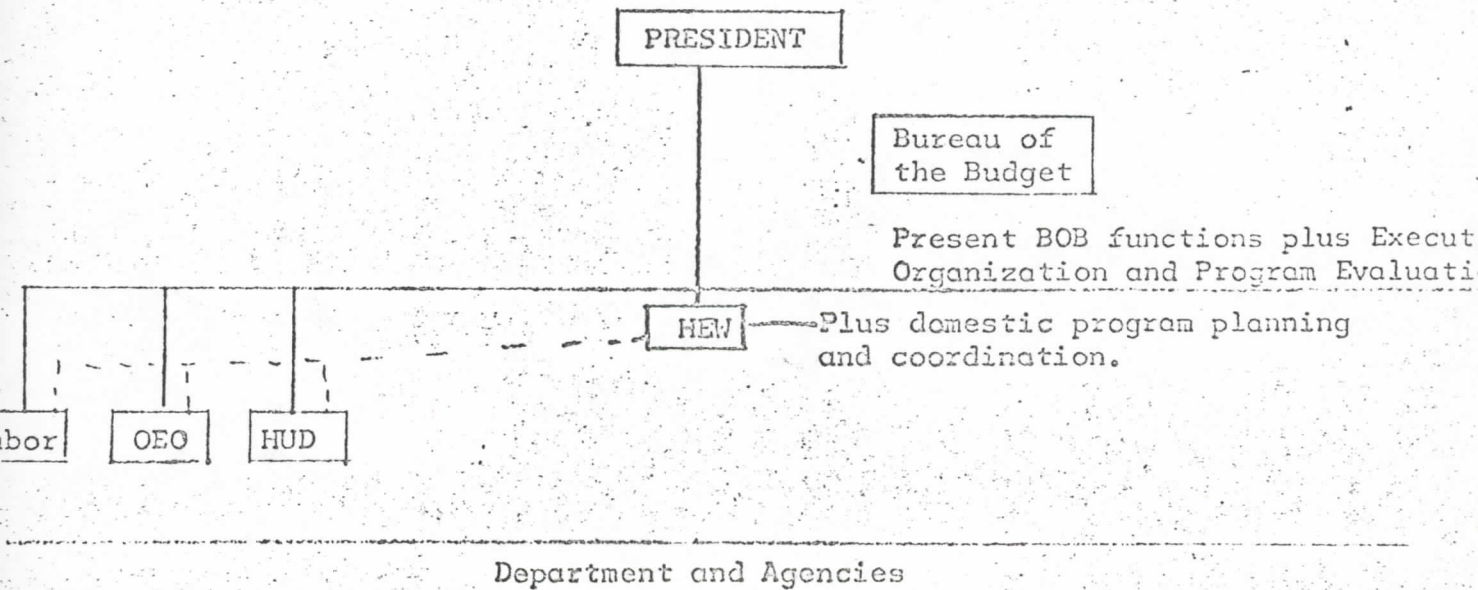 PRESIDENT
Bureau of
the Budget
Present BOB functions plus Execut
Organization and Program Evaluati
HEW
Plus domestic program planning
and coordination.
abor
OEO
HUD
Department and Agencies